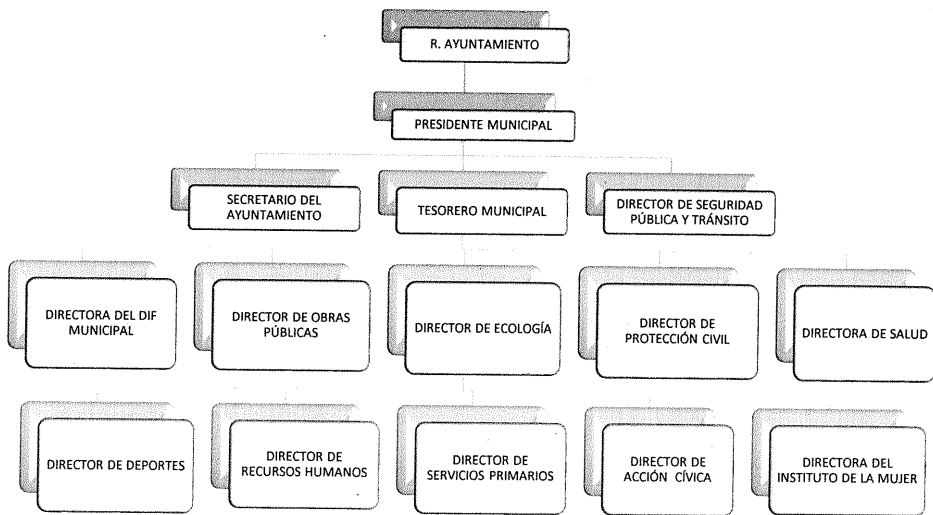 R. AYUNTAMIENTO
PRESIDENTE MUNICIPAL
SECRETARIO DEL
AYUNTAMIENTO
TESORERO MUNICIPAL
DIRECTOR DE SEGURIDAD
PÚBLICA Y TRÁNSITO
DIRECTORA DEL DIF
MUNICIPAL
DIRECTOR DE OBRAS
PÚBLICAS
DIRECTOR DE ECOLOGÍA
DIRECTOR DE
PROTECCIÓN CIVIL
DIRECTORA DE SALUD
DIRECTOR DE DEPORTES
DIRECTOR DE
RECURSOS HUMANOS
DIRECTOR DE
SERVICIOS PRIMARIOS
DIRECTOR DE
ACCIÓN CÍVICA
DIRECTORA DEL
INSTITUTO DE LA MUJER